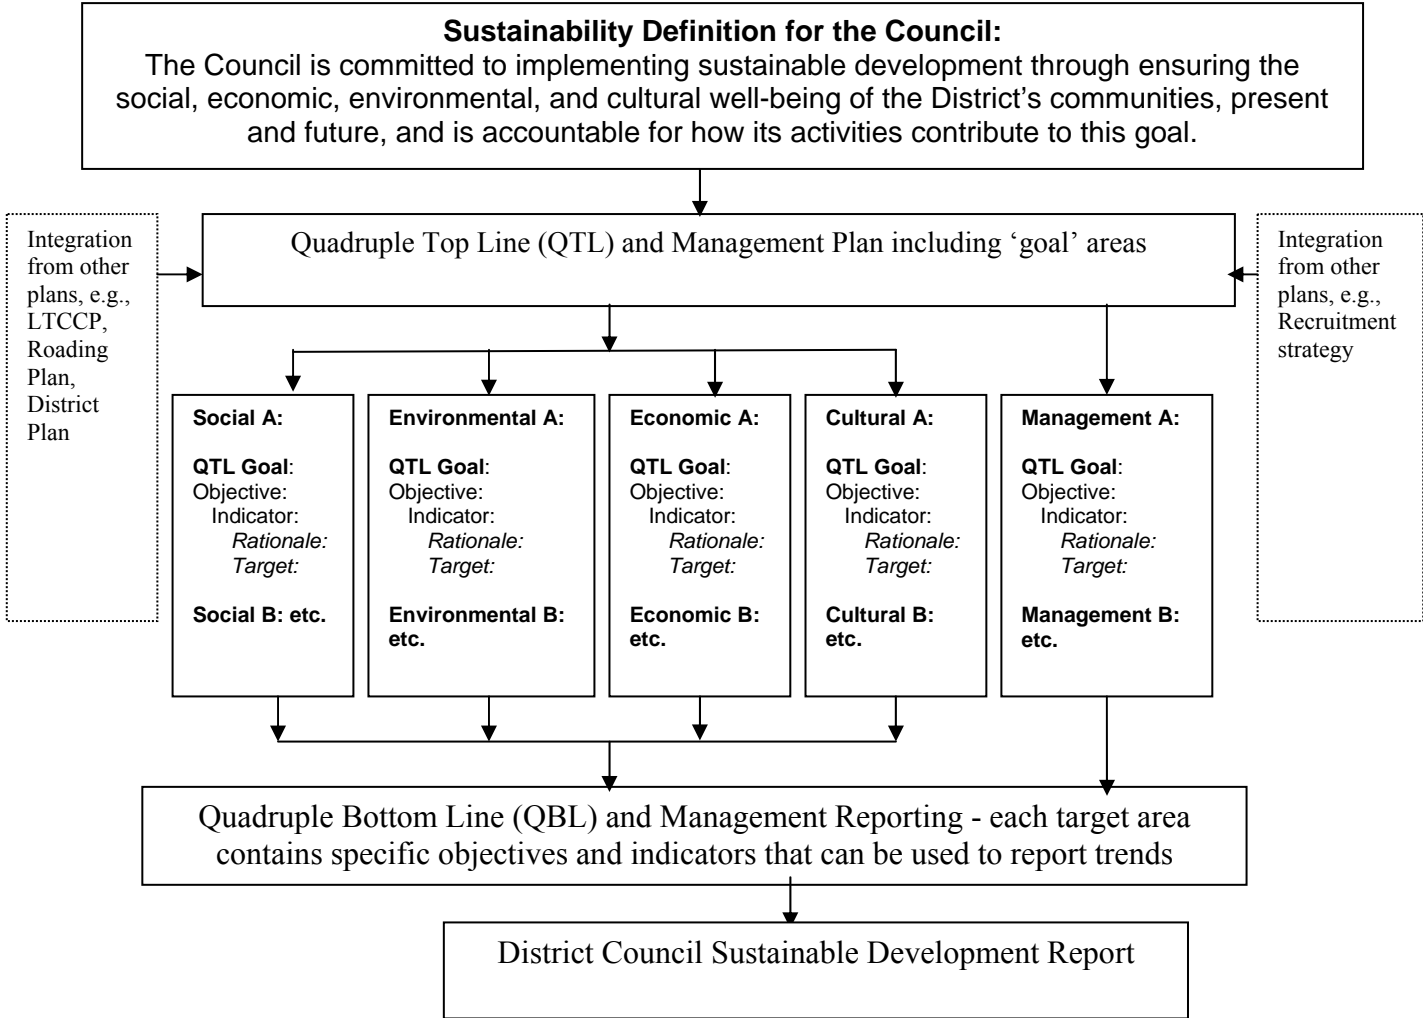 Sustainability Definition for the Council:
The Council is committed to implementing sustainable development through ensuring the
social, economic, environmental, and cultural well-being of the District’s communities, present
and future, and is accountable for how its activities contribute to this goal.
Integration
from other
plans, e.g.,
LTCCP,
Roading
Plan,
District
Plan
Quadruple Top Line (QTL) and Management Plan including ‘goal’ areas
Integration
from other
plans, e.g.,
Recruitment
strategy
Social A:
QTL Goal:
Objective:
Indicator:
Rationale:
Target:
Social B: etc.
Environmental A:
QTL Goal:
Objective:
Indicator:
Rationale:
Target:
Environmental B:
etc.
Economic A:
QTL Goal:
Objective:
Indicator:
Rationale:
Target:
Economic B:
etc.
Cultural A:
QTL Goal:
Objective:
Indicator:
Rationale:
Target:
Cultural B:
etc.
Management A:
QTL Goal:
Objective:
Indicator:
Rationale:
Target:
Management B:
etc.
Quadruple Bottom Line (QBL) and Management Reporting - each target area
contains specific objectives and indicators that can be used to report trends
District Council Sustainable Development Report